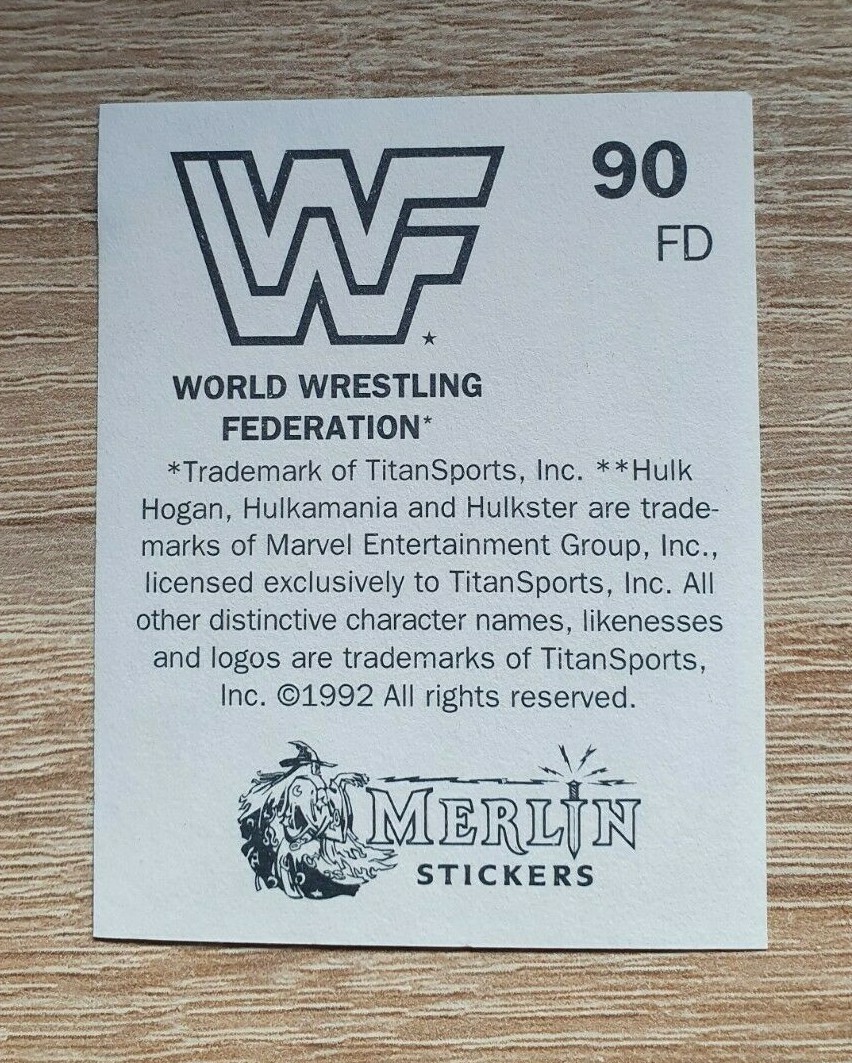 WF
90
FD
WORLD WRESTLING
FEDERATION*
*Trademark of TitanSports, Inc. **Hulk
Hogan, Hulkamania and Hulkster are trade-
marks of Marvel Entertainment Group, Inc.,
licensed exclusively to TitanSports, Inc. All
other distinctive character names, likenesses
and logos are trademarks of TitanSports,
Inc. ©1992 All rights reserved.
MERLIN
STICKERS